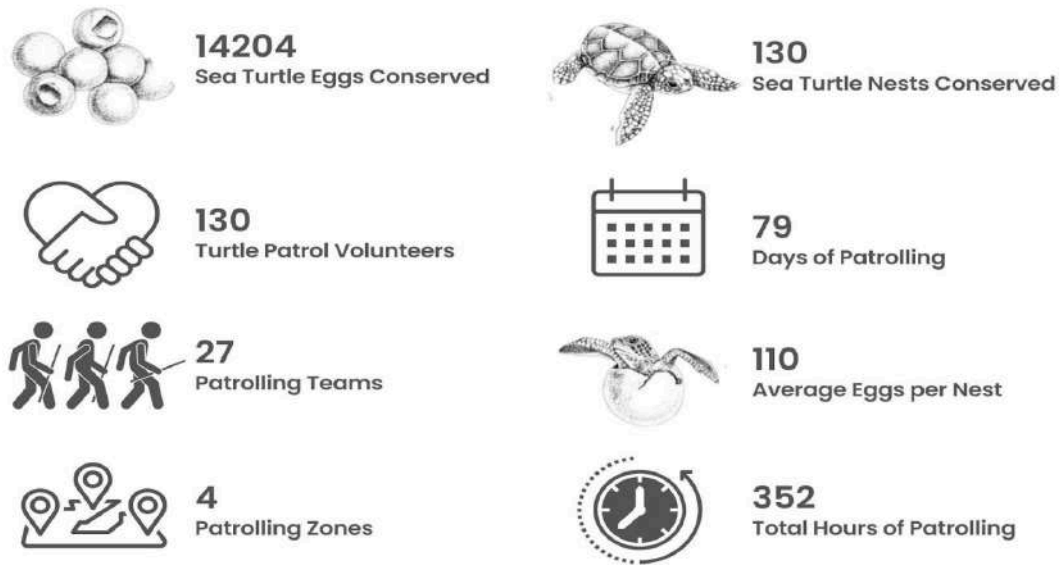 14204
Sea Turtle Eggs Conserved
130
Sea Turtle Nests Conserved
130
Turtle Patrol Volunteers
79
Days of Patrolling
27
Patrolling Teams
110
Average Eggs per Nest
4
Patrolling Zones
352
Total Hours of Patrolling